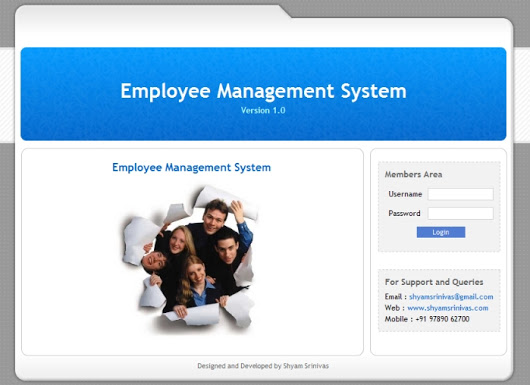 Employee Management System
Version 1.0
Employee Management System
Members Area
Username
Password
Login
For Support and Queries
Email : shyamsrinivas@gmail.com
Web : www.shyamsrinivas.com
Mobile : +91 97890 62700
Designed and Developed by Shyam Srinivas